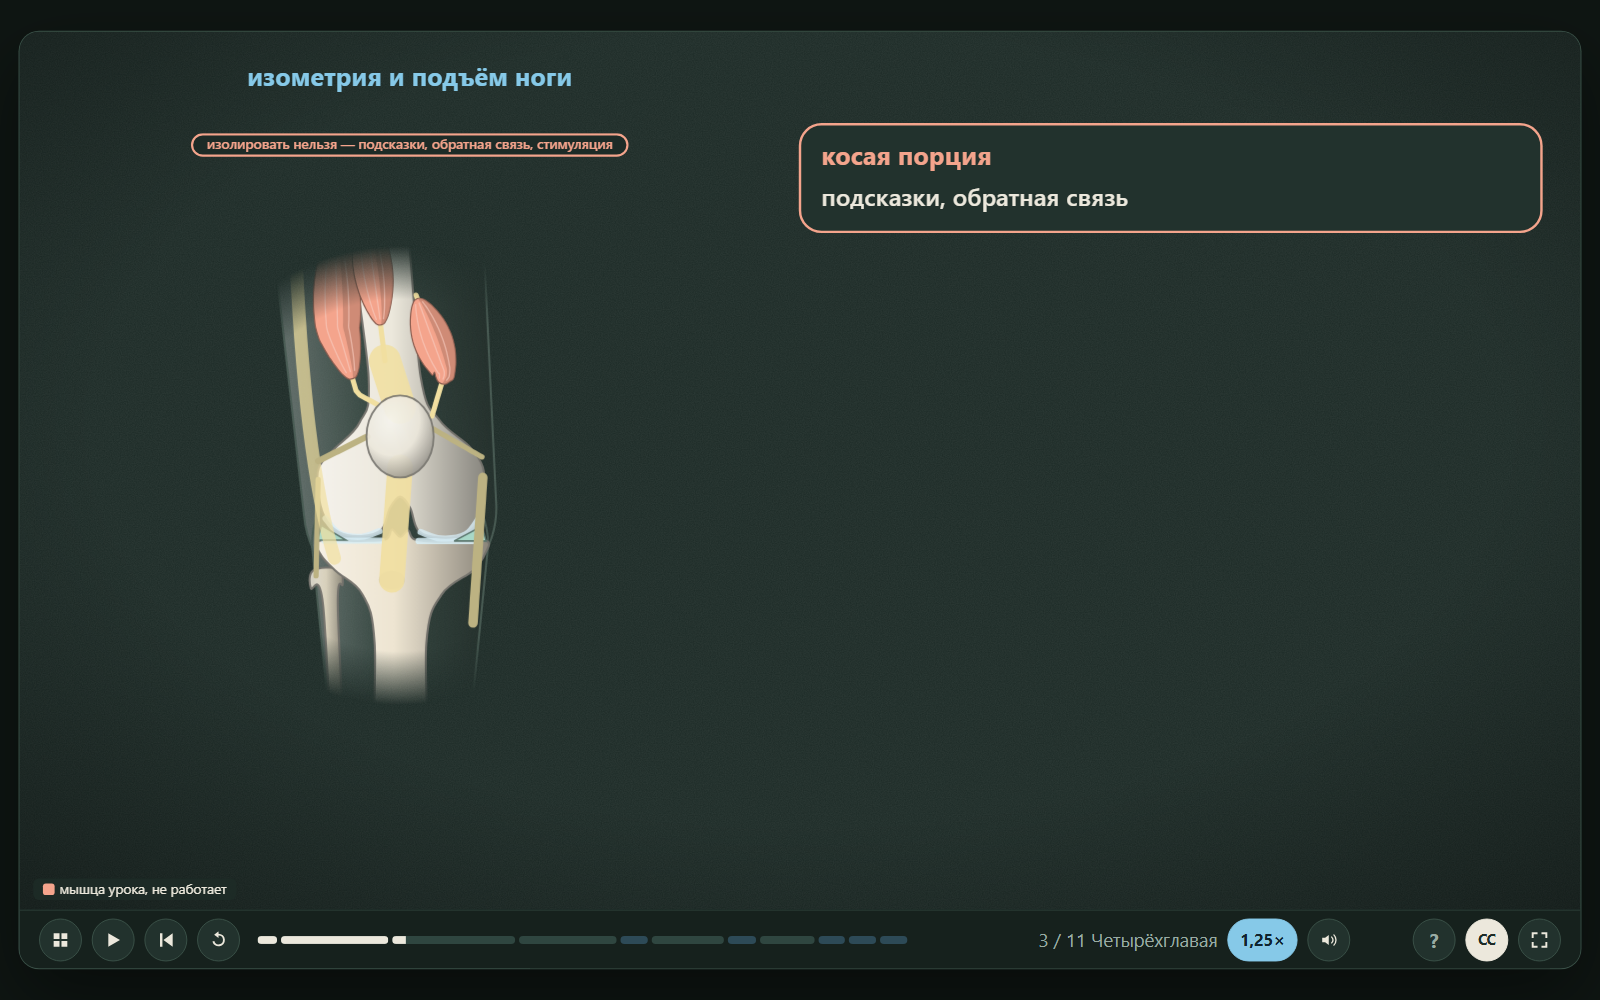 изометрия и подъём ноги
изолировать нельзя — подсказки, обратная связь, стимуляция
косая порция
подсказки, обратная связь
мышца урока, не работает
3 / 11 Четырёхглавая
1,25×
?
CC